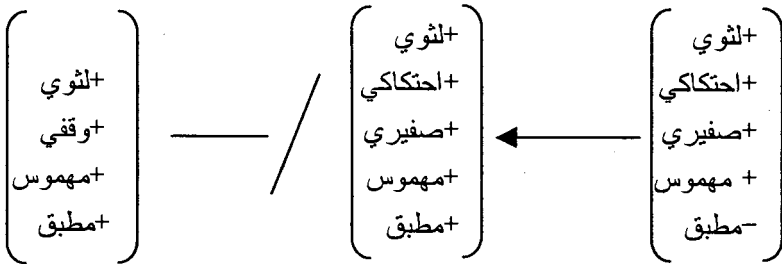 +لثوي
+احتكاكي
+صفيري
+ مهموس
−مطبق
+لثوي
+احتكاكي
+صفيري
+مهموس
+مطبق
+لثوي
+وقفي
+مهموس
+مطبق